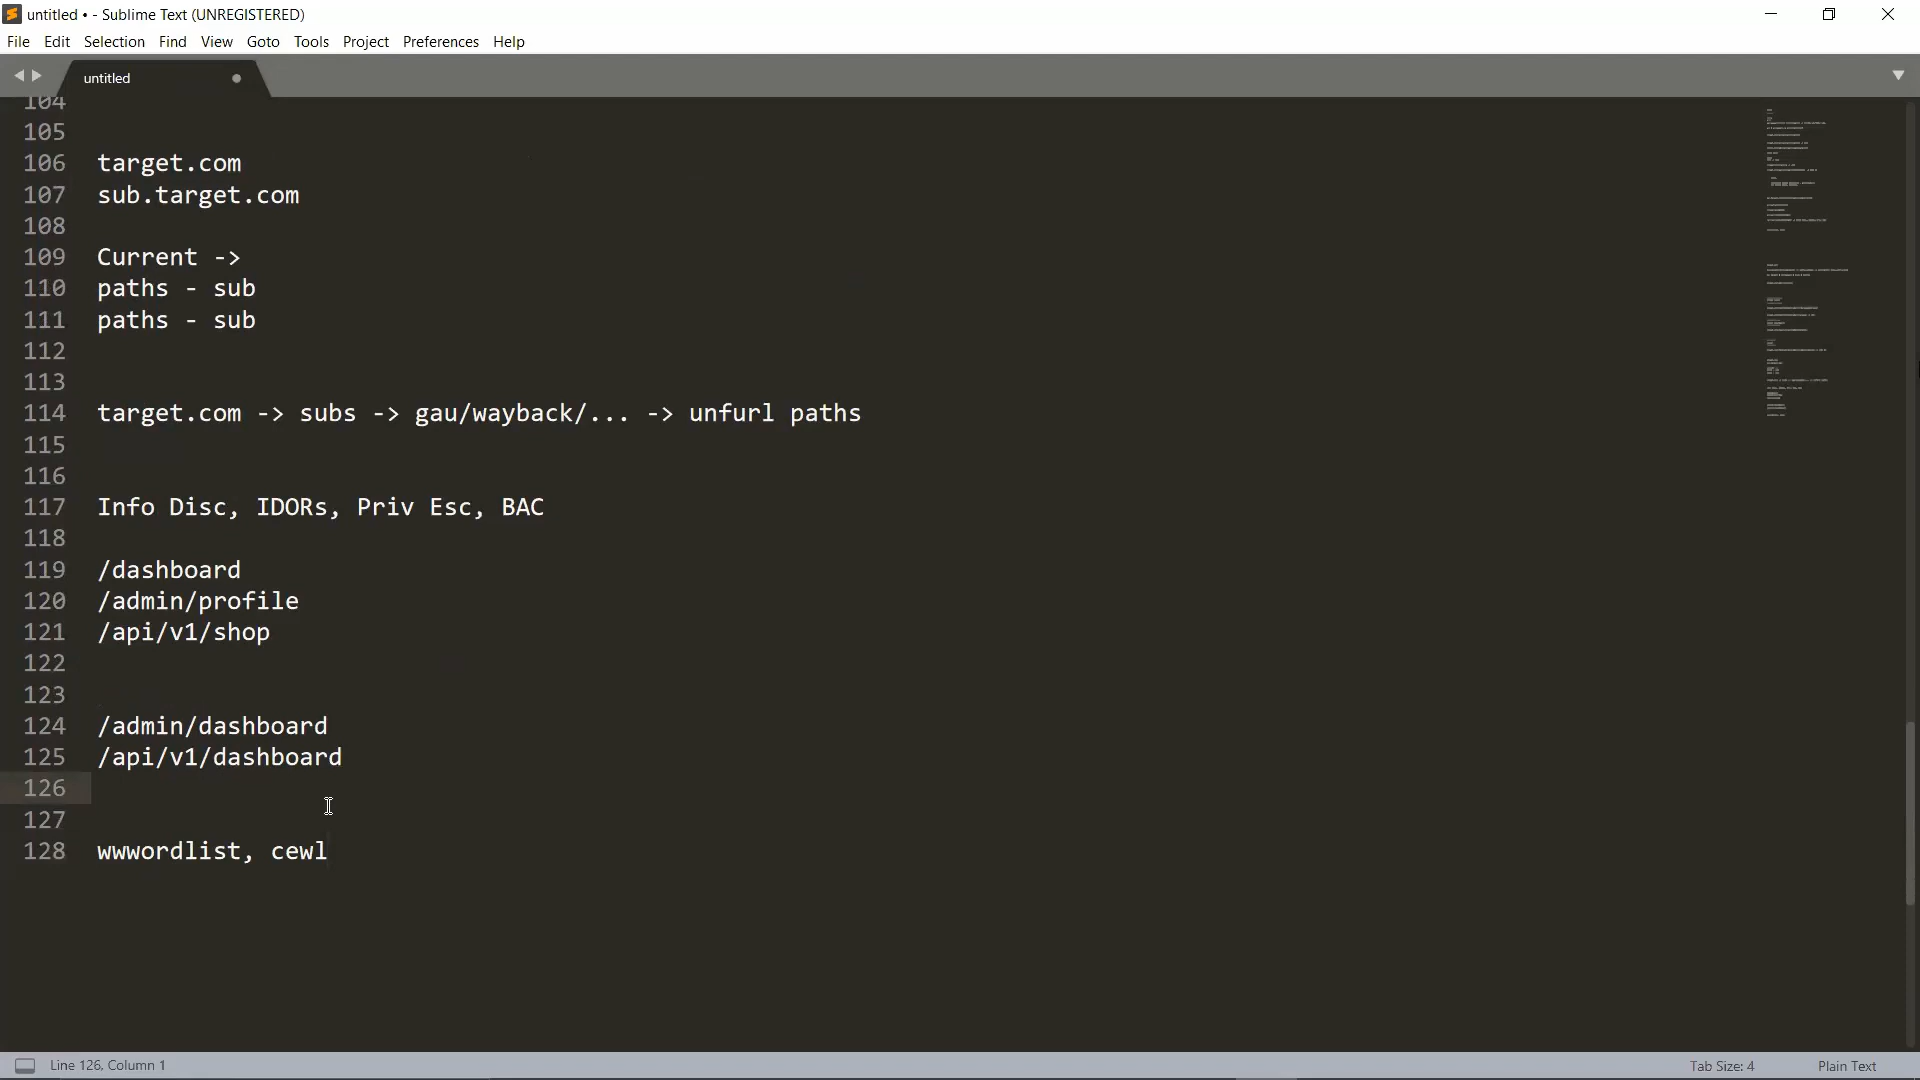 untitled • - Sublime Text (UNREGISTERED)
File Edit Selection Find View Goto Tools Project Preferences Help
untitled
104
105
106 target.com
107 sub.target.com
108
109 Current ->
110 paths - sub
111 paths - sub
112
113
114 target.com -> subs -> gau/wayback/... -> unfurl paths
115
116
117 Info Disc, IDORs, Priv Esc, BAC
118
119 /dashboard
120 /admin/profile
121 /api/v1/shop
122
123
124 /admin/dashboard
125 /api/v1/dashboard
126
127
128 wwwordlist, cewl
Line 126, Column 1 Tab Size: 4 Plain Text